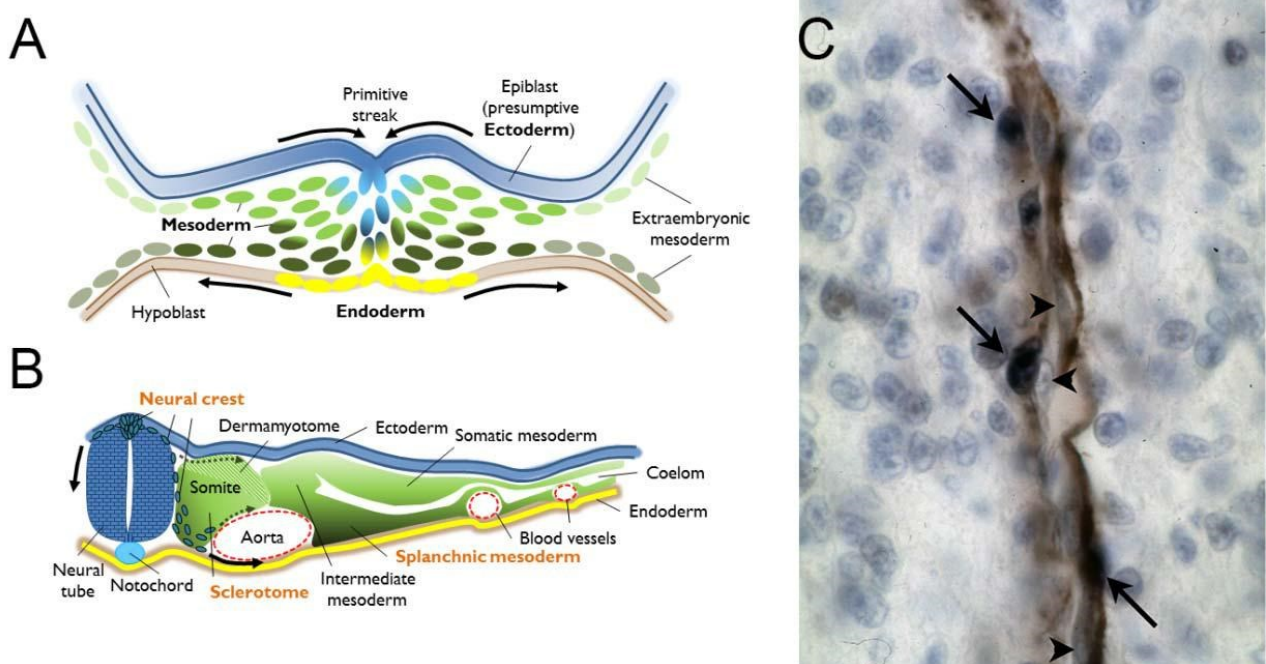 A
Primitive
streak
Epiblast
(presumptive
Ectoderm)
Mesoderm
Extraembryonic
mesoderm
Hypoblast
Endoderm
B
Neural crest
Dermamyotome
Ectoderm
Somatic mesoderm
Somite
Coelom
Aorta
Endoderm
Blood vessels
Splanchnic mesoderm
Neural
tube
Notochord
Sclerotome
Intermediate
mesoderm
C